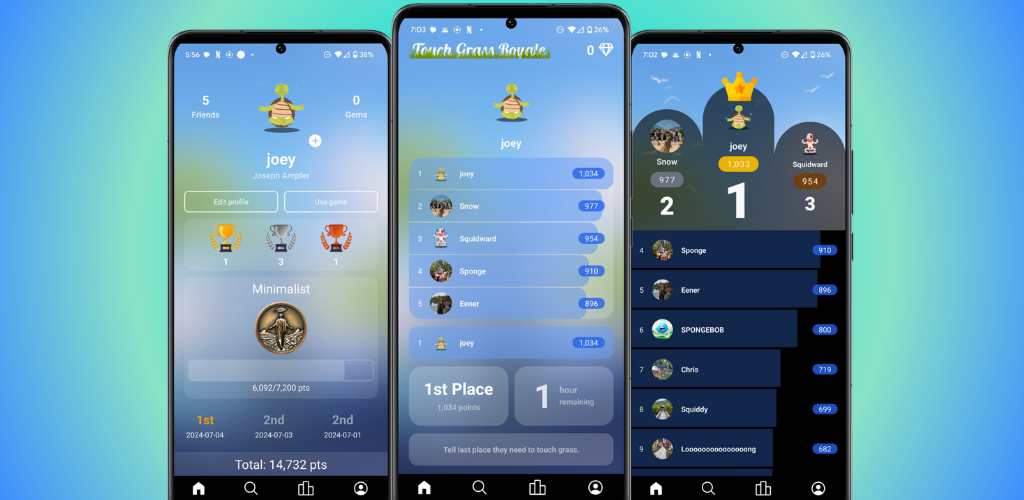 5:56
N
38%
5
Friends
0
Gems
joey
Joseph Ampfer
Edit profile
Use gems
1
3
1
Minimalist
6,092/7,200 pts
1st
2nd
2nd
2024-07-04
2024-07-03
2024-07-01
Total: 14,732 pts
7:03
N
26%
Touch Grass Royale
0
joey
1 joey 1,034
2 Snow 977
3 Squidward 954
4 Sponge 910
5 Eener 896
1 joey 1,034
1st Place
1,034 points
1 hour
remaining
Tell last place they need to touch grass.
7:02
N
26%
joey
1,033
1
Snow
977
2
Squidward
954
3
4 Sponge 910
5 Eener 896
6 SPONGEBOB 800
7 Chris 719
8 Squiddy 699
9 Looooooooooooooong 682